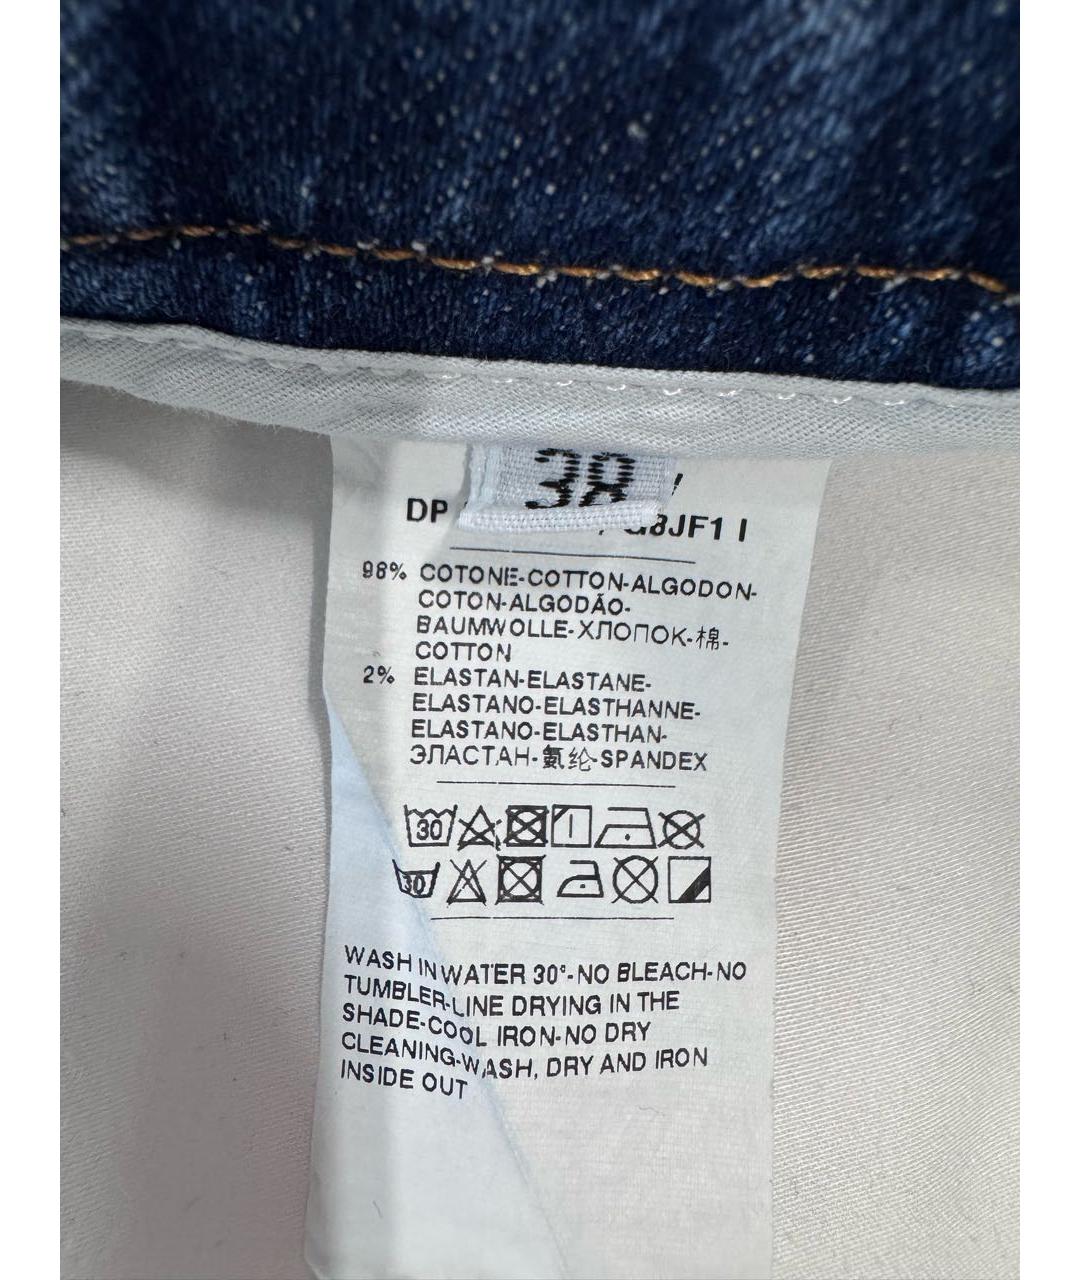 38
DP G8JF1 I
98% COTONE-COTTON-ALGODON-
COTON-ALGODÃO-
BAUMWOLLE-ХЛОПОК-棉-
COTTON
2% ELASTAN-ELASTANE-
ELASTANO-ELASTHANNE-
ELASTANO-ELASTHAN-
ЭЛАСТАН-氨纶-SPANDEX
30
30
WASH IN WATER 30°-NO BLEACH-NO
TUMBLER-LINE DRYING IN THE
SHADE-COOL IRON-NO DRY
CLEANING-WASH, DRY AND IRON
INSIDE OUT